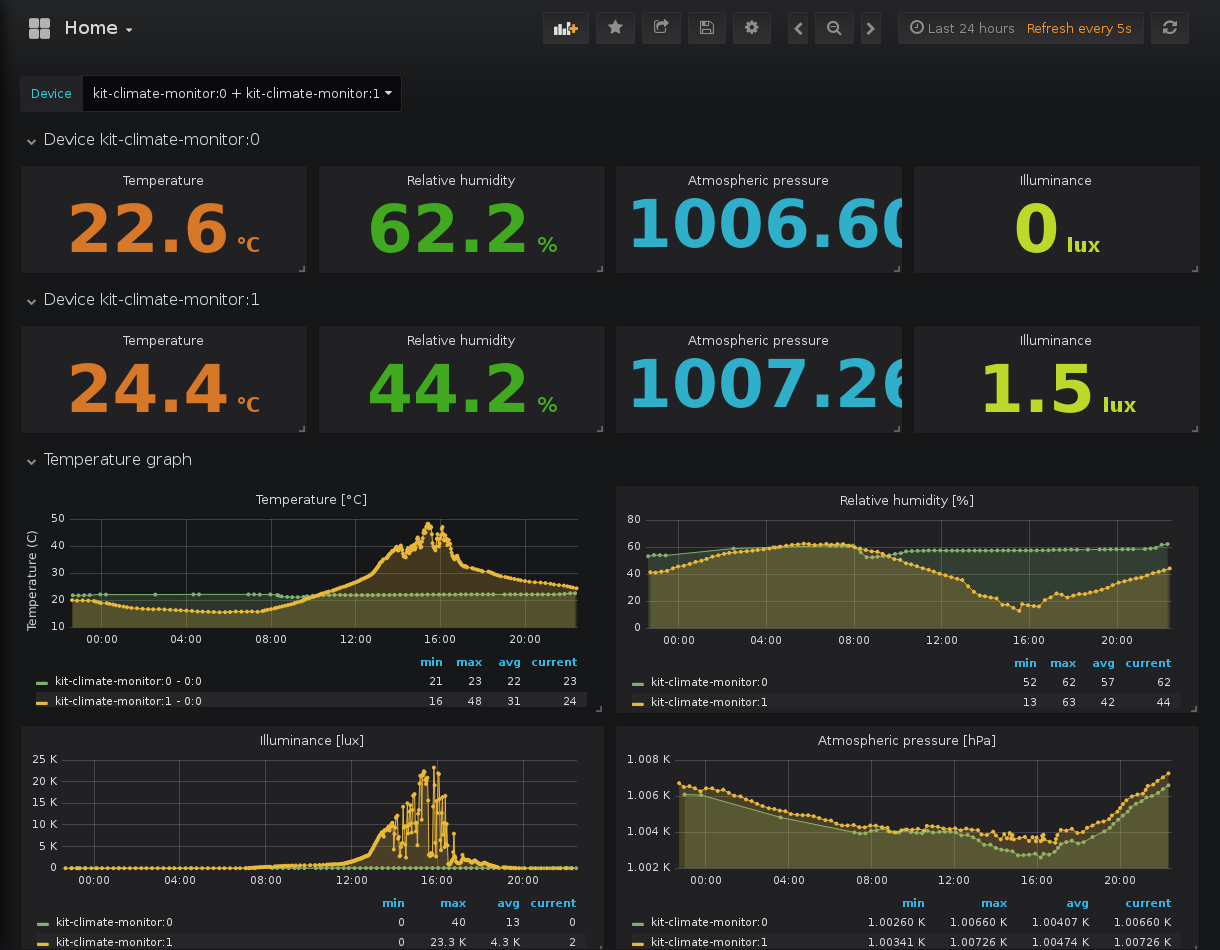 Home
Last 24 hours Refresh every 5s
Device kit-climate-monitor:0 + kit-climate-monitor:1
Device kit-climate-monitor:0
Temperature Relative humidity Atmospheric pressure Illuminance
22.6 °C 62.2 % 1006.60 0 lux
Device kit-climate-monitor:1
Temperature Relative humidity Atmospheric pressure Illuminance
24.4 °C 44.2 % 1007.26 1.5 lux
Temperature graph
Temperature [°C]
Temperature (C)
50
40
30
20
10
00:00 04:00 08:00 12:00 16:00 20:00
min max avg current
kit-climate-monitor:0 - 0:0 21 23 22 23
kit-climate-monitor:1 - 0:0 16 48 31 24
Relative humidity [%]
80
60
40
20
0
00:00 04:00 08:00 12:00 16:00 20:00
min max avg current
kit-climate-monitor:0 52 62 57 62
kit-climate-monitor:1 13 63 42 44
Illuminance [lux]
25 K
20 K
15 K
10 K
5 K
0
00:00 04:00 08:00 12:00 16:00 20:00
min max avg current
kit-climate-monitor:0 0 40 13 0
kit-climate-monitor:1 0 23.3 K 4.3 K 2
Atmospheric pressure [hPa]
1.008 K
1.006 K
1.004 K
1.002 K
00:00 04:00 08:00 12:00 16:00 20:00
min max avg current
kit-climate-monitor:0 1.00260 K 1.00660 K 1.00407 K 1.00660 K
kit-climate-monitor:1 1.00341 K 1.00726 K 1.00474 K 1.00726 K